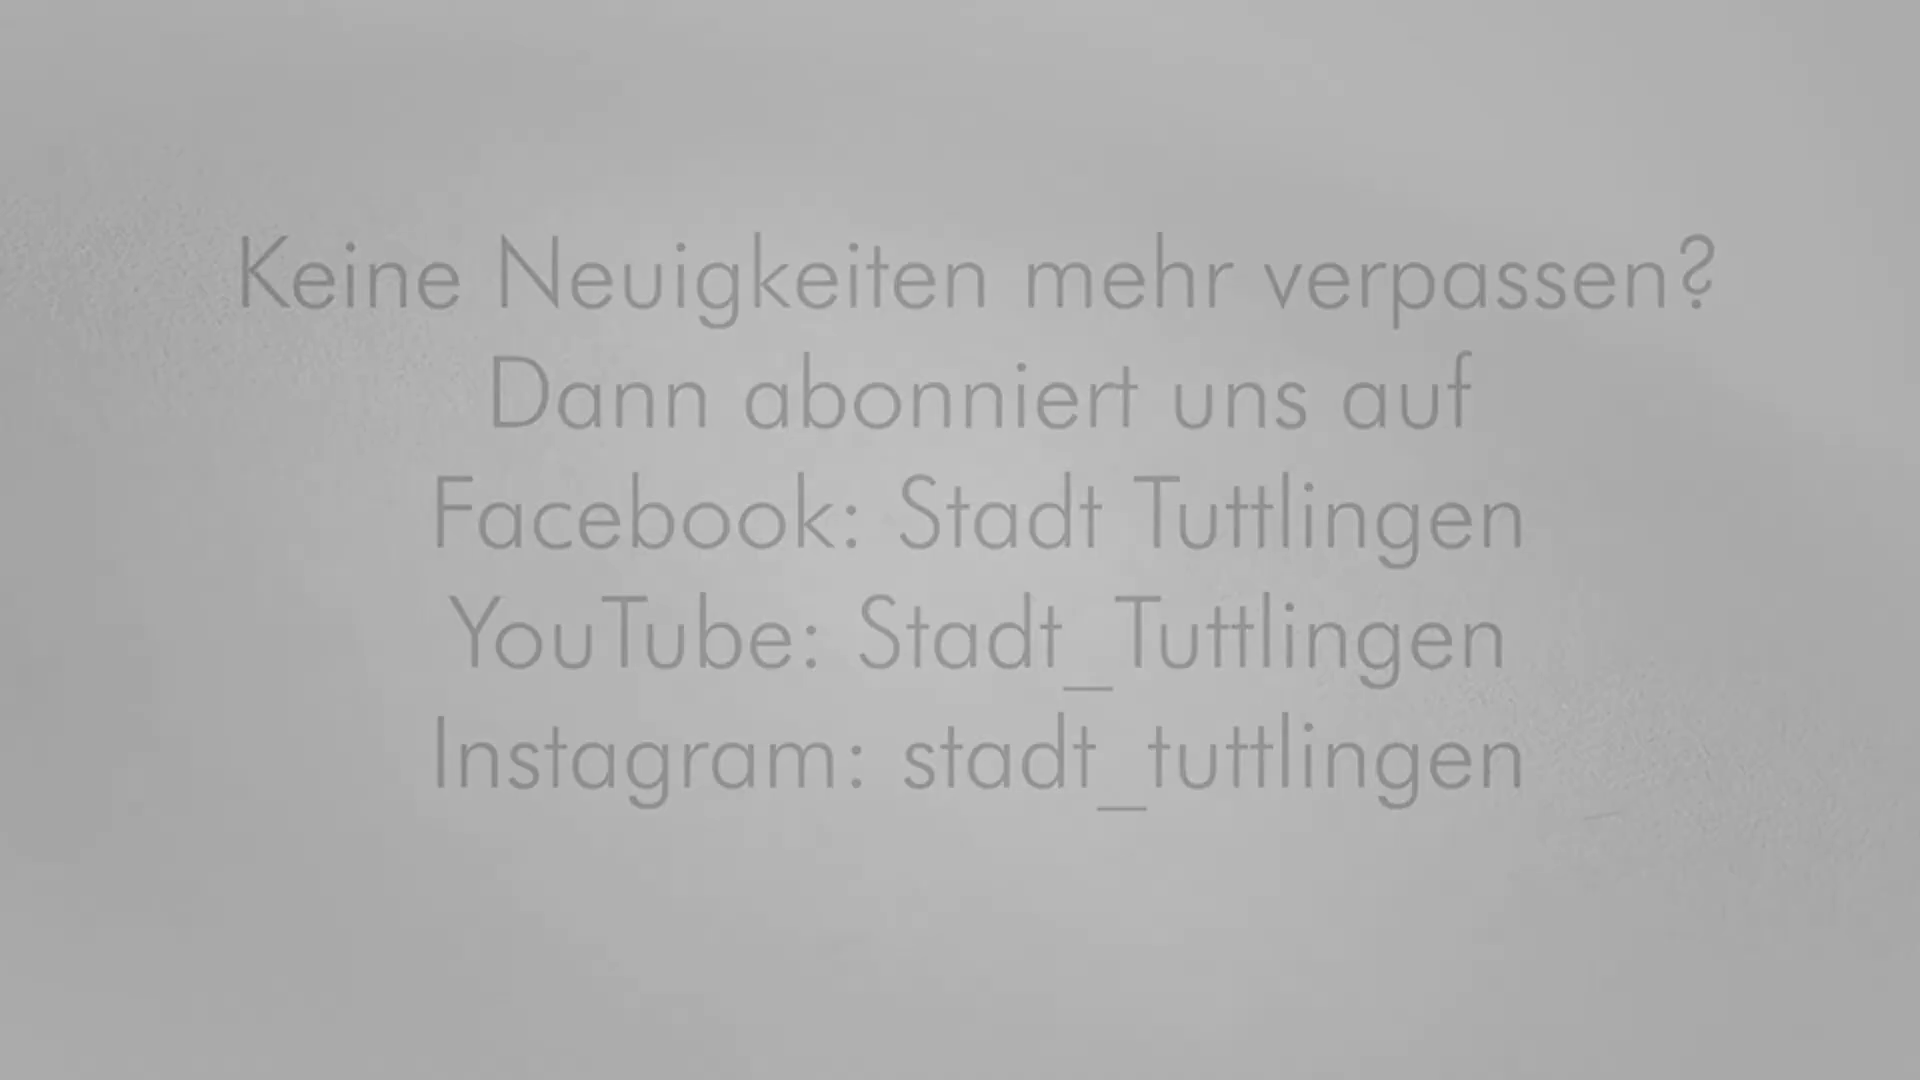 Keine Neuigkeiten mehr verpassen?
Dann abonniert uns auf
Facebook: Stadt Tuttlingen
YouTube: Stadt_Tuttlingen
Instagram: stadt_tuttlingen